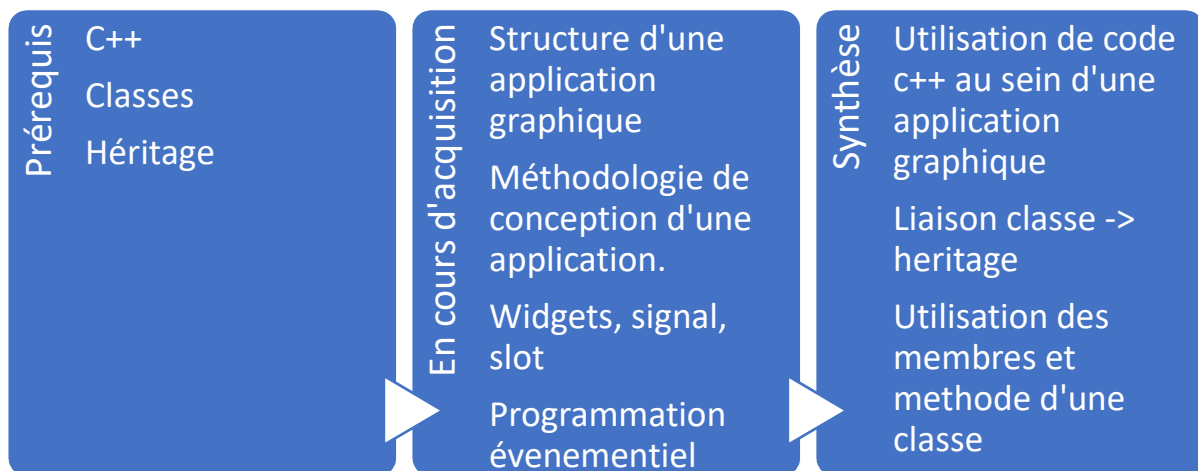 Prérequis
C++
Classes
Héritage
En cours d'acquisition
Structure d'une
application
graphique
Méthodologie de
conception d'une
application.
Widgets, signal,
slot
Programmation
évenementiel
Synthèse
Utilisation de code
c++ au sein d'une
application
graphique
Liaison classe ->
heritage
Utilisation des
membres et
methode d'une
classe